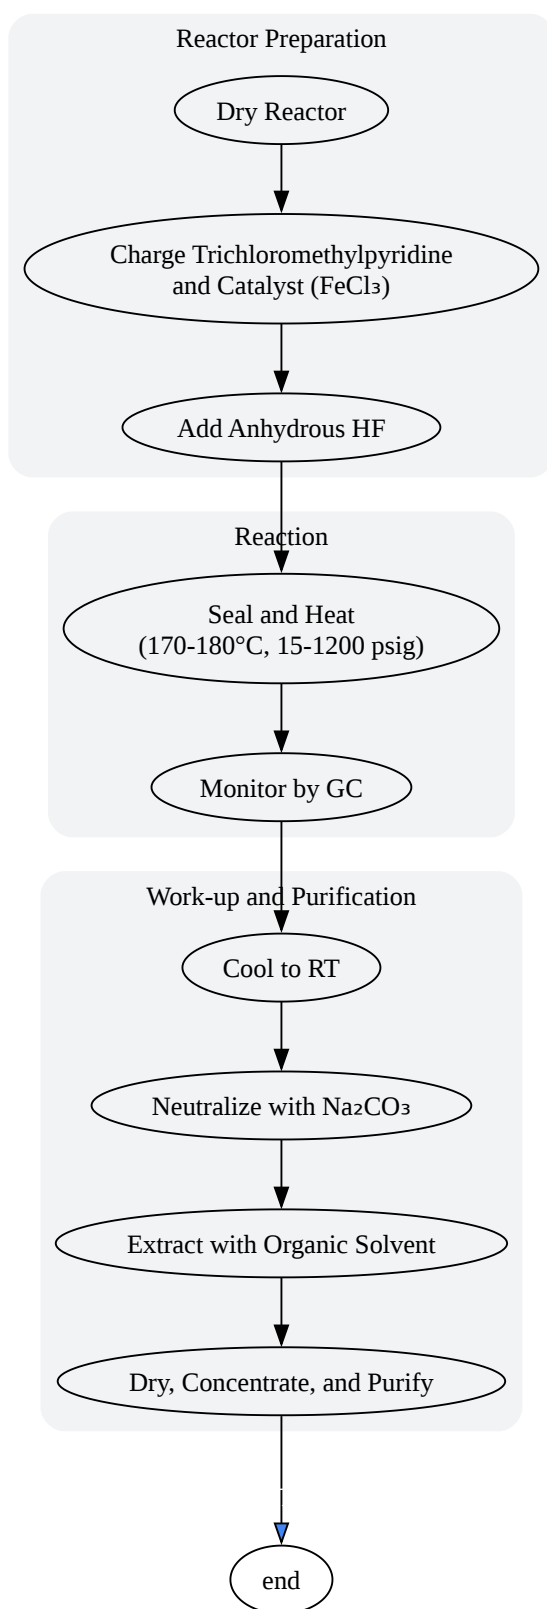 Reactor Preparation
Dry Reactor
Charge Trichloromethylpyridine
and Catalyst (FeCl₃)
Add Anhydrous HF
Reaction
Seal and Heat
(170-180°C, 15-1200 psig)
Monitor by GC
Work-up and Purification
Cool to RT
Neutralize with Na₂CO₃
Extract with Organic Solvent
Dry, Concentrate, and Purify
end